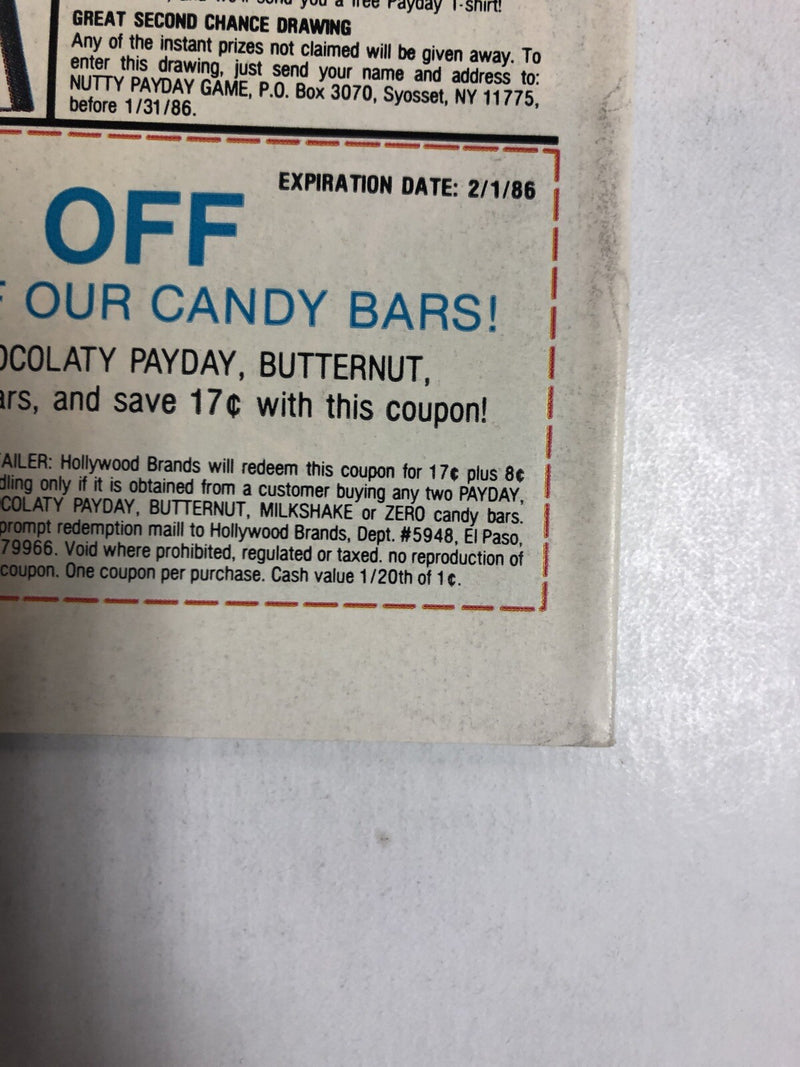 you a free Payday T-shirt!
GREAT SECOND CHANCE DRAWING
Any of the instant prizes not claimed will be given away. To
enter this drawing, just send your name and address to:
NUTTY PAYDAY GAME, P.O. Box 3070, Syosset, NY 11775,
before 1/31/86.
EXPIRATION DATE: 2/1/86
OFF
OUR CANDY BARS!
OCOLATY PAYDAY, BUTTERNUT,
ars, and save 17¢ with this coupon!
AILER: Hollywood Brands will redeem this coupon for 17¢ plus 8¢
dling only if it is obtained from a customer buying any two PAYDAY,
COLATY PAYDAY, BUTTERNUT, MILKSHAKE or ZERO candy bars.
prompt redemption maill to Hollywood Brands, Dept. #5948, El Paso,
79966. Void where prohibited, regulated or taxed. no reproduction of
coupon. One coupon per purchase. Cash value 1/20th of 1¢.